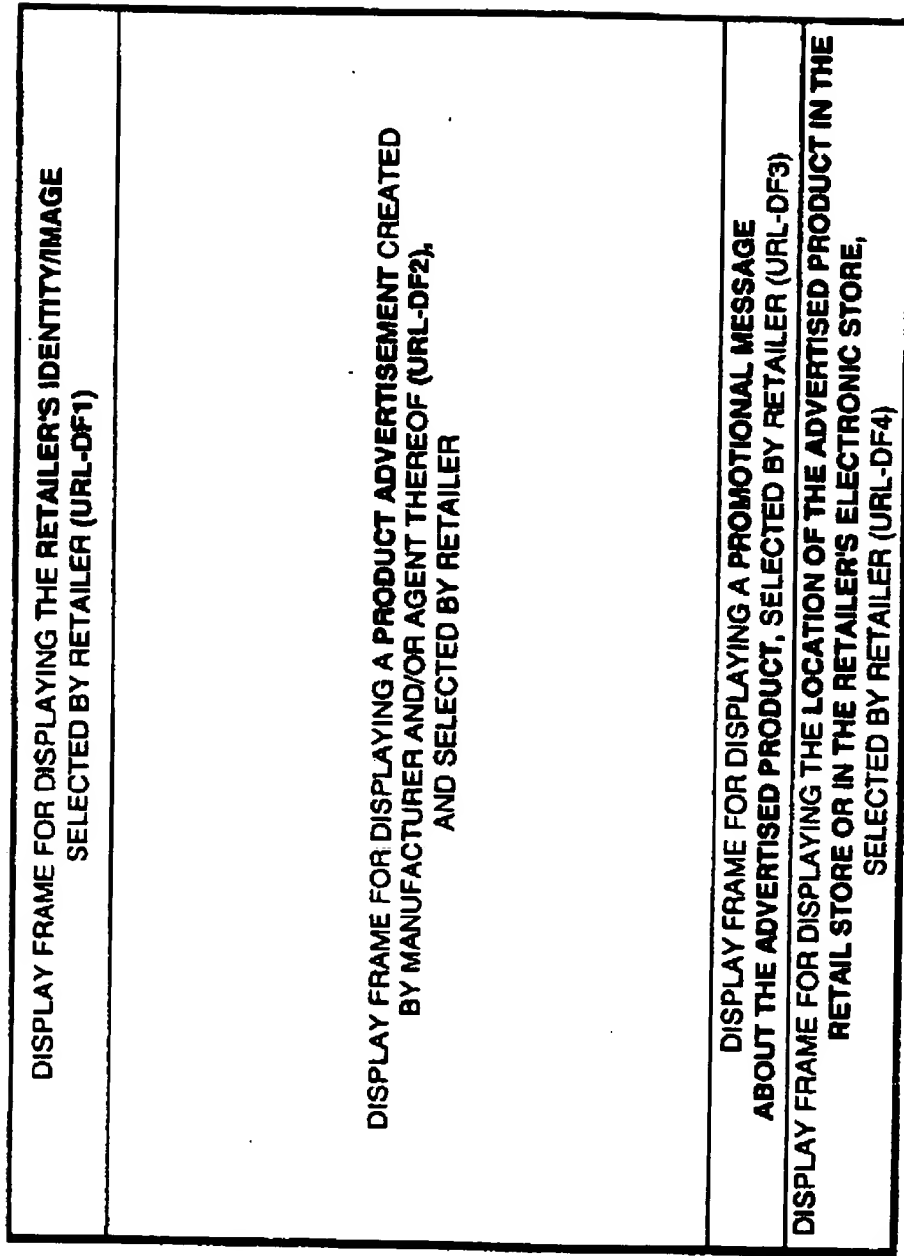 DISPLAY FRAME FOR DISPLAYING THE RETAILER'S IDENTITY/IMAGE
SELECTED BY RETAILER (URL-DF1)
DISPLAY FRAME FOR DISPLAYING A PRODUCT ADVERTISEMENT CREATED
BY MANUFACTURER AND/OR AGENT THEREOF (URL-DF2),
AND SELECTED BY RETAILER
DISPLAY FRAME FOR DISPLAYING A PROMOTIONAL MESSAGE
ABOUT THE ADVERTISED PRODUCT, SELECTED BY RETAILER (URL-DF3)
DISPLAY FRAME FOR DISPLAYING THE LOCATION OF THE ADVERTISED PRODUCT IN THE
RETAIL STORE OR IN THE RETAILER'S ELECTRONIC STORE,
SELECTED BY RETAILER (URL-DF4)